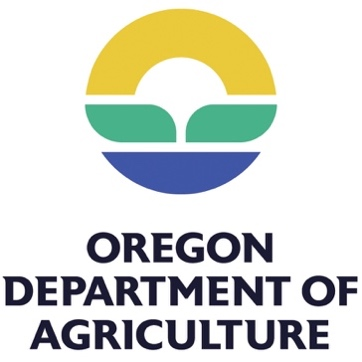 OREGON
DEPARTMENT OF
AGRICULTURE